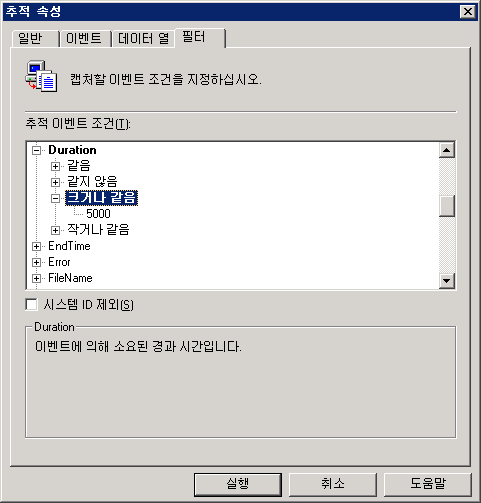 추적 속성
일반
이벤트
데이터 열
필터
캡처할 이벤트 조건을 지정하십시오.
추적 이벤트 조건(T):
Duration
같음
같지 않음
크거나 같음
5000
작거나 같음
EndTime
Error
FileName
시스템 ID 제외(S)
Duration
이벤트에 의해 소요된 경과 시간입니다.
실행
취소
도움말